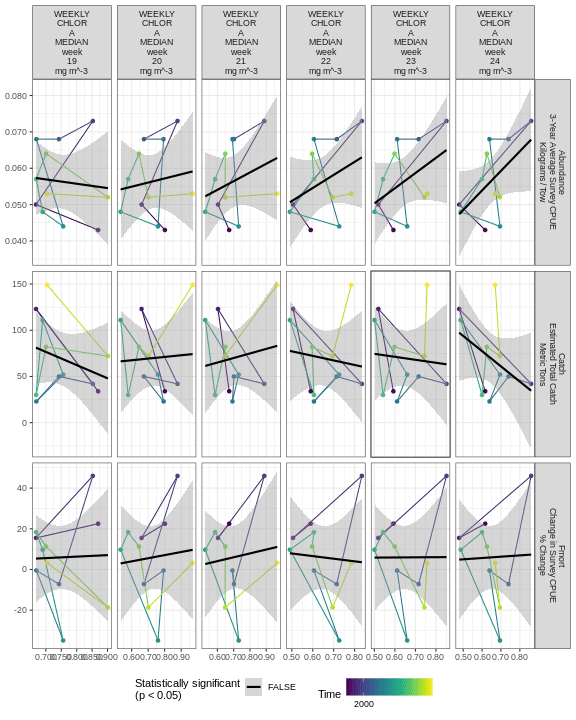 WEEKLY CHLOR A MEDIAN week 19 mg m^-3
WEEKLY CHLOR A MEDIAN week 20 mg m^-3
WEEKLY CHLOR A MEDIAN week 21 mg m^-3
WEEKLY CHLOR A MEDIAN week 22 mg m^-3
WEEKLY CHLOR A MEDIAN week 23 mg m^-3
WEEKLY CHLOR A MEDIAN week 24 mg m^-3
0.080
0.070
0.060
0.050
0.040
Abundance
3-Year Average Survey CPUE
Kilograms / Tow
150
100
50
0
Catch
Estimated Total Catch
Metric Tons
40
20
0
-20
Fmort
Change in Survey CPUE
% Change
0.700 0.750 0.800 0.850 0.900
0.60 0.70 0.80 0.90
0.60 0.70 0.80 0.90
0.50 0.60 0.70 0.80
0.50 0.60 0.70 0.80
0.50 0.60 0.70 0.80
Statistically significant
(p < 0.05)
FALSE
Time
2000